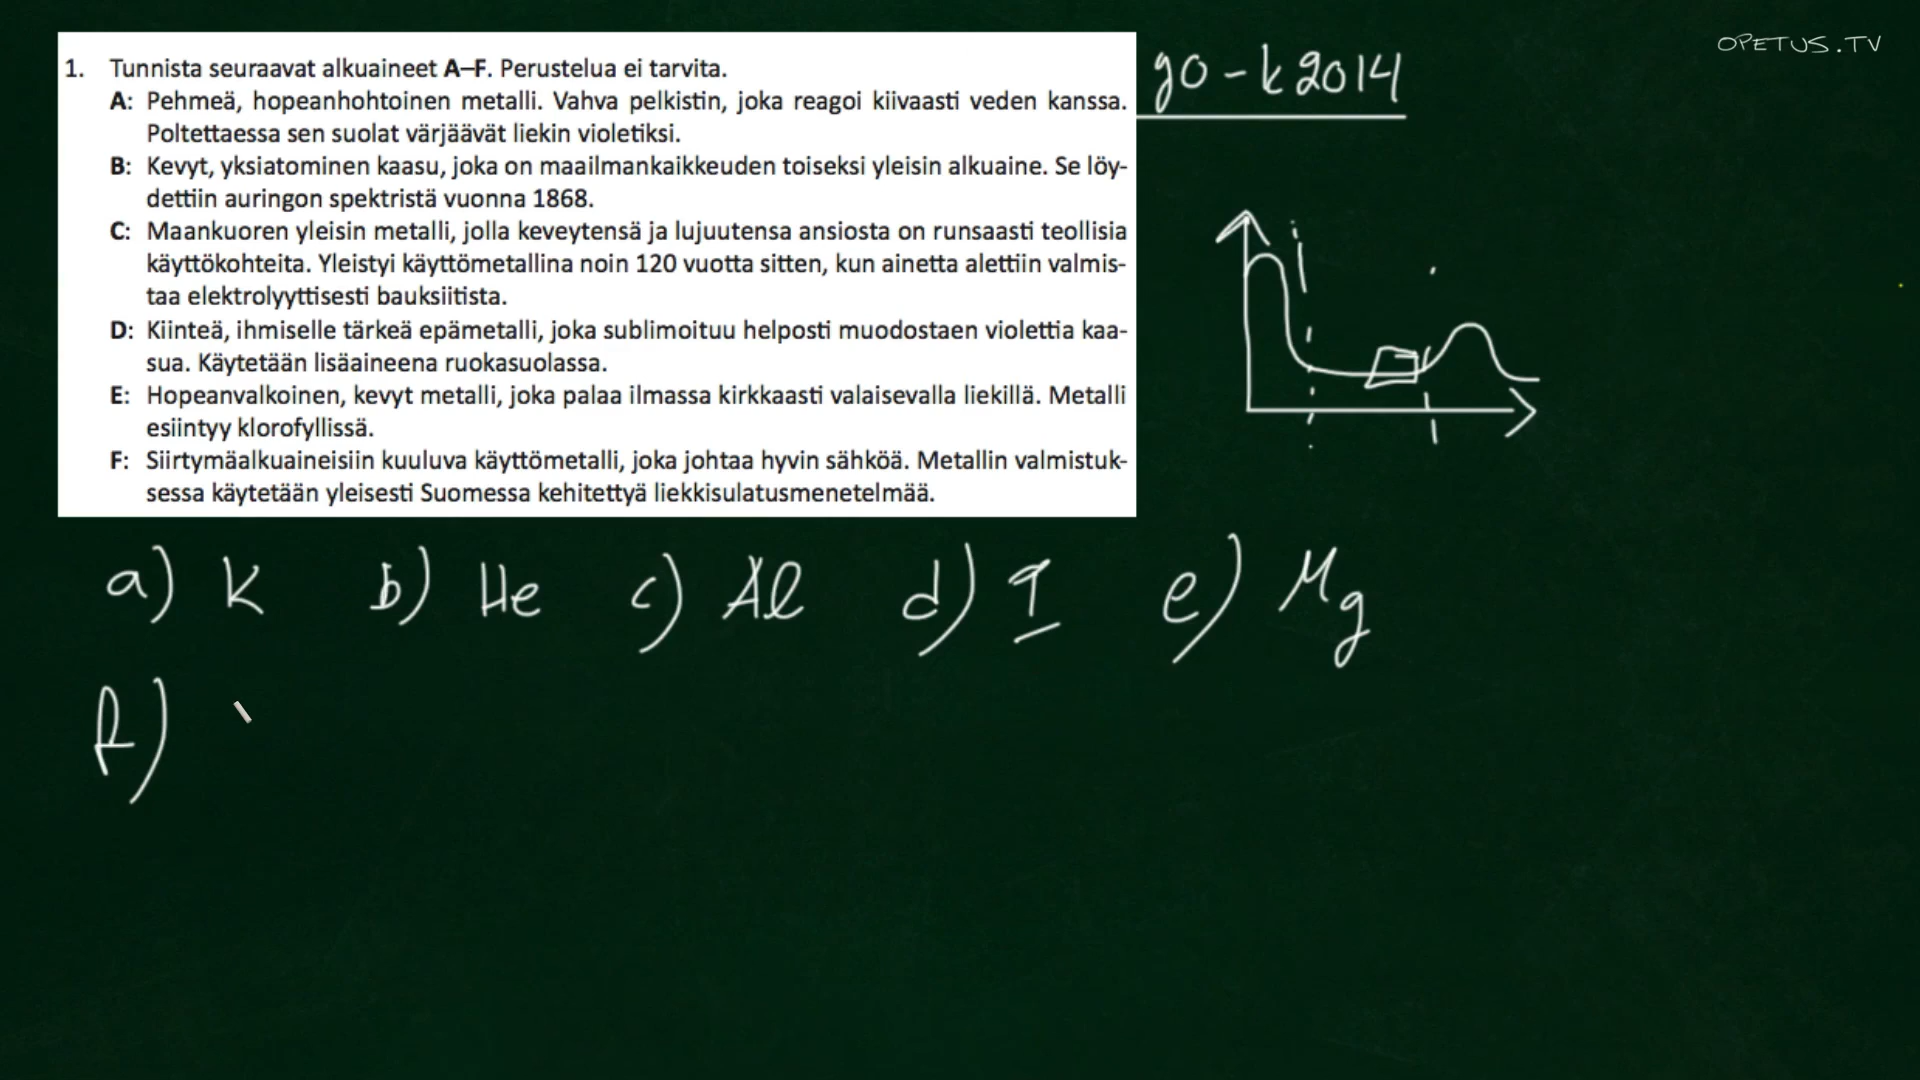 OPETUS.TV
yo-k2014
1. Tunnista seuraavat alkuaineet A–F. Perustelua ei tarvita.
A: Pehmeä, hopeanhohtoinen metalli. Vahva pelkistin, joka reagoi kiivaasti veden kanssa.
Poltettaessa sen suolat värjäävät liekin violetiksi.
B: Kevyt, yksiatominen kaasu, joka on maailmankaikkeuden toiseksi yleisin alkuaine. Se löy-
dettiin auringon spektristä vuonna 1868.
C: Maankuoren yleisin metalli, jolla keveytensä ja lujuutensa ansiosta on runsaasti teollisia
käyttökohteita. Yleistyi käyttömetallina noin 120 vuotta sitten, kun ainetta alettiin valmis-
taa elektrolyyttisesti bauksiitista.
D: Kiinteä, ihmiselle tärkeä epämetalli, joka sublimoituu helposti muodostaen violettia kaa-
sua. Käytetään lisäaineena ruokasuolassa.
E: Hopeanvalkoinen, kevyt metalli, joka palaa ilmassa kirkkaasti valaisevalla liekillä. Metalli
esiintyy klorofyllissä.
F: Siirtymäalkuaineisiin kuuluva käyttömetalli, joka johtaa hyvin sähköä. Metallin valmistuk-
sessa käytetään yleisesti Suomessa kehitettyä liekkisulatusmenetelmää.
a) K b) He c) Al d) I e) Mg
f)